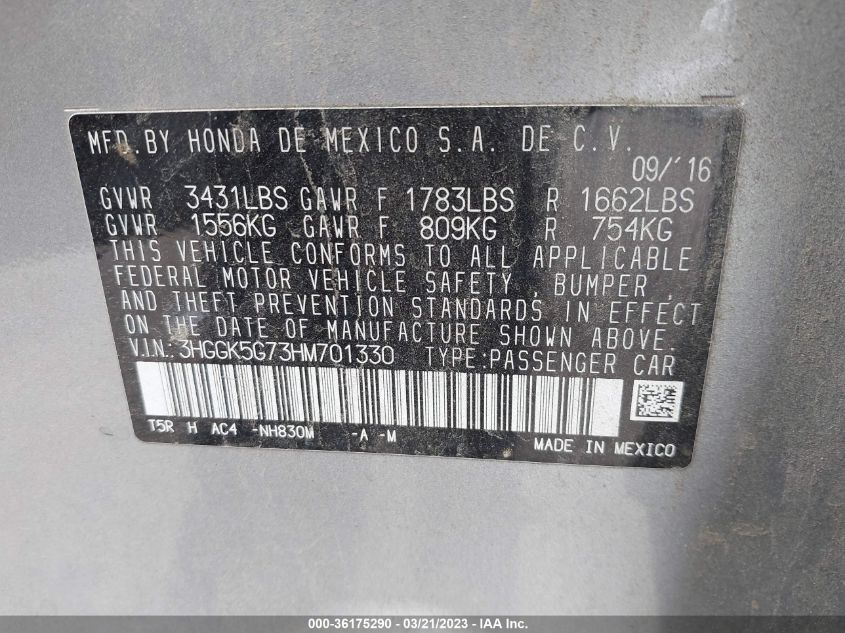 MFD. BY HONDA DE MEXICO S.A. DE C.V.
09/'16
GVWR 3431LBS GAWR F 1783LBS R 1662LBS
GVWR 1556KG GAWR F 809KG R 754KG
THIS VEHICLE CONFORMS TO ALL APPLICABLE
FEDERAL MOTOR VEHICLE SAFETY, BUMPER,
AND THEFT PREVENTION STANDARDS IN EFFECT
ON THE DATE OF MANUFACTURE SHOWN ABOVE.
V.I.N.: 3HGGK5G73HM701330 TYPE:PASSENGER CAR
T5R H AC4 -NH830M -A -M
MADE IN MEXICO
000-36175290 - 03/21/2023 - IAAI.COM